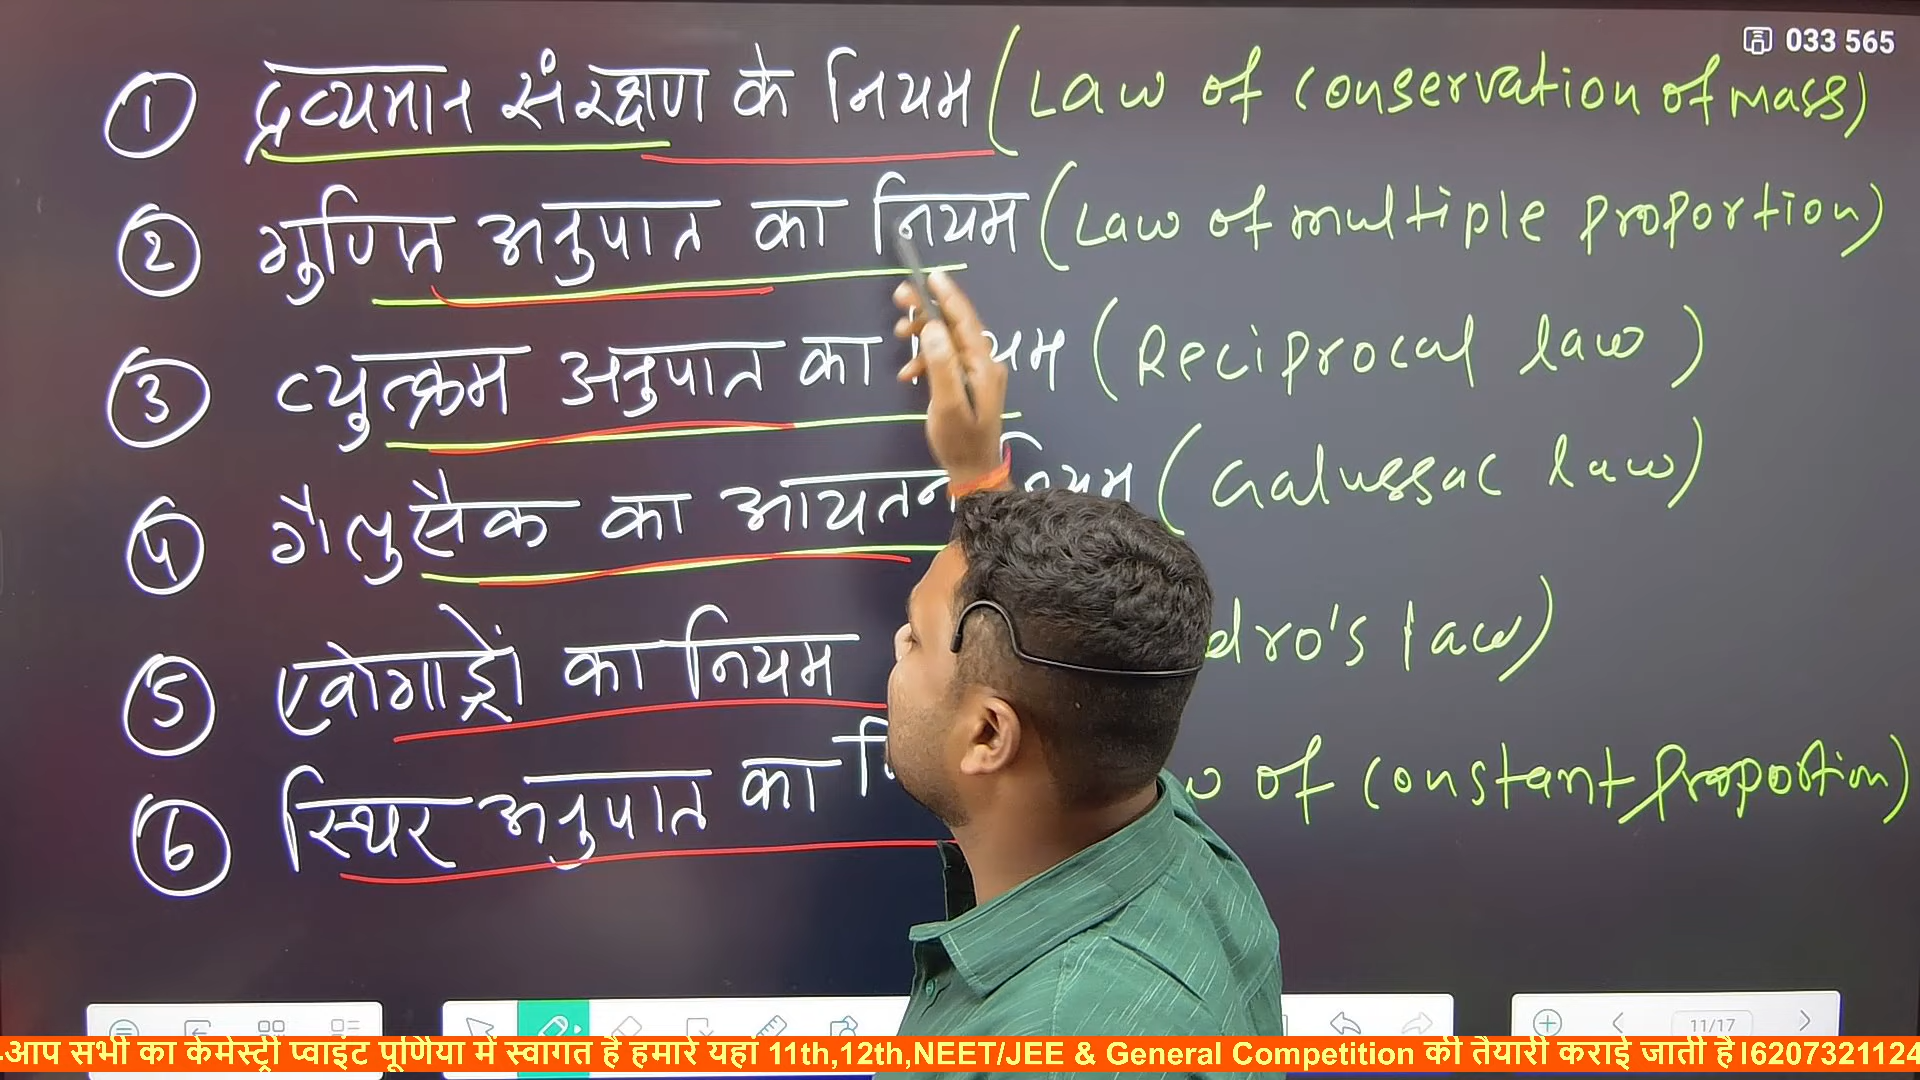 033 565
① द्रव्यमान संरक्षण के नियम (Law of conservation of mass)
② गुणित अनुपात का नियम (Law of multiple proportion)
③ व्युत्क्रम अनुपात का यम (Reciprocal law)
④ गैलुसैक का आयतन नियम (Galussac law)
⑤ एवोगाड्रों का नियम dro's law)
⑥ स्थिर अनुपात का of constant proportion)
11/17
-आप सभी का केमेस्ट्री प्वाइंट पूर्णिया में स्वागत है हमारे यहां 11th,12th,NEET/JEE & General Competition की तैयारी कराई जाती है।6207321124